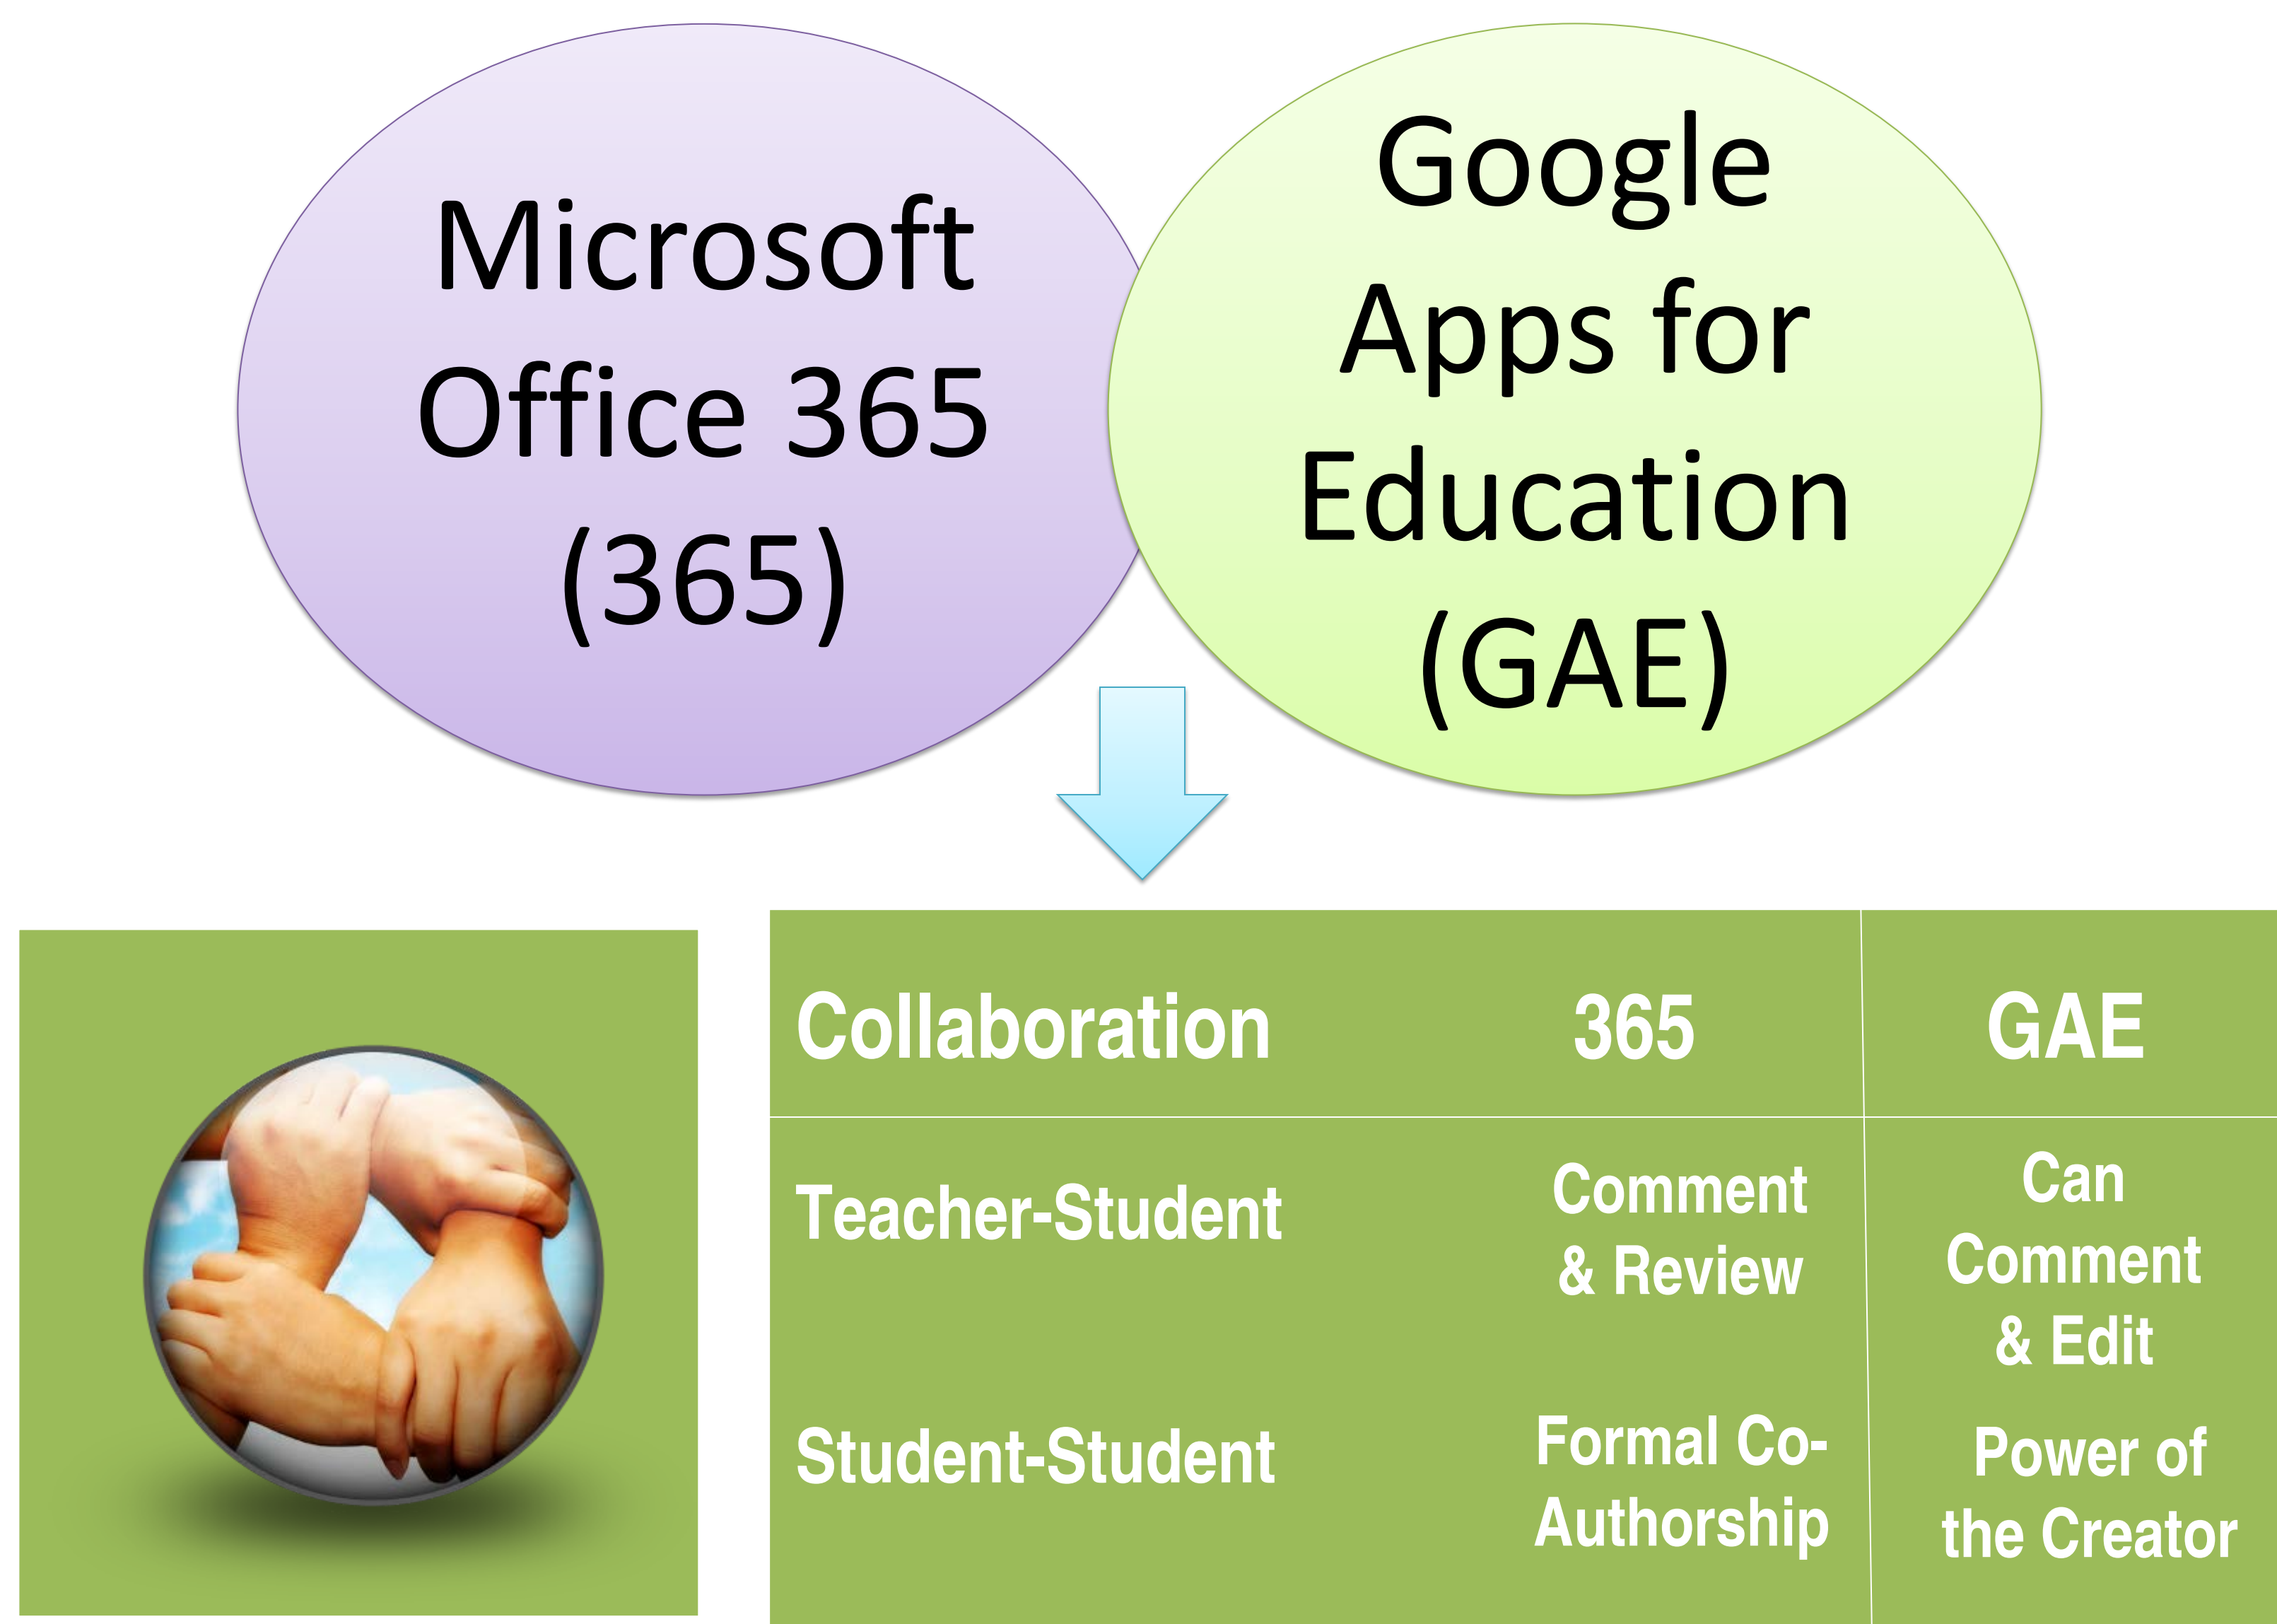 Microsoft
Office 365
(365)
Google
Apps for
Education
(GAE)
Collaboration 365 GAE
Teacher-Student
Comment
& Review
Can
Comment
& Edit
Student-Student
Formal Co-
Authorship
Power of
the Creator